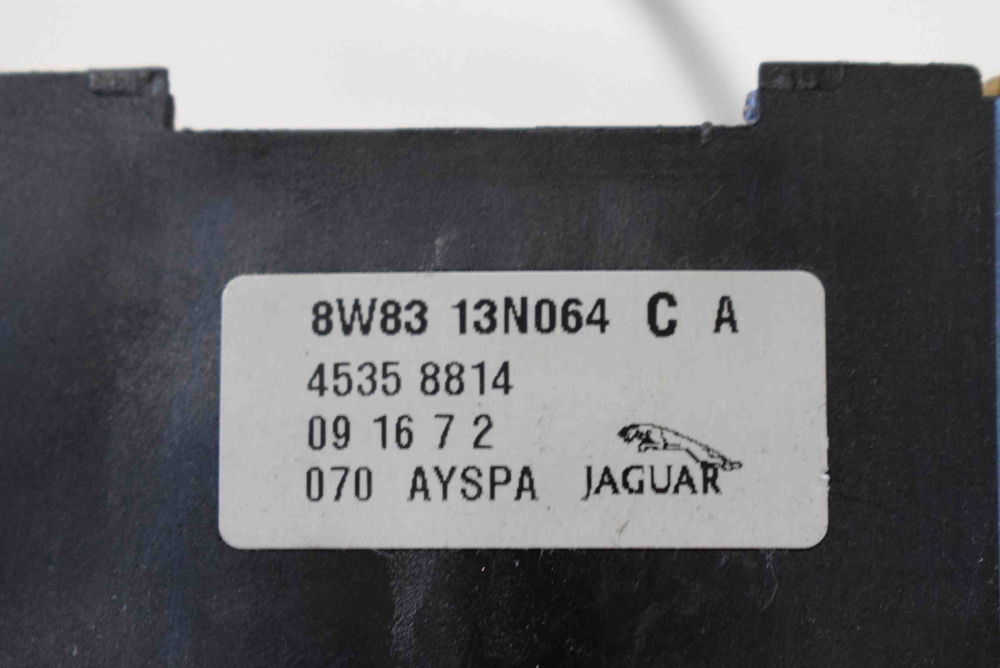 8W83 13N064 C A
4535 8814
09 16 7 2
070 AYSPA JAGUAR